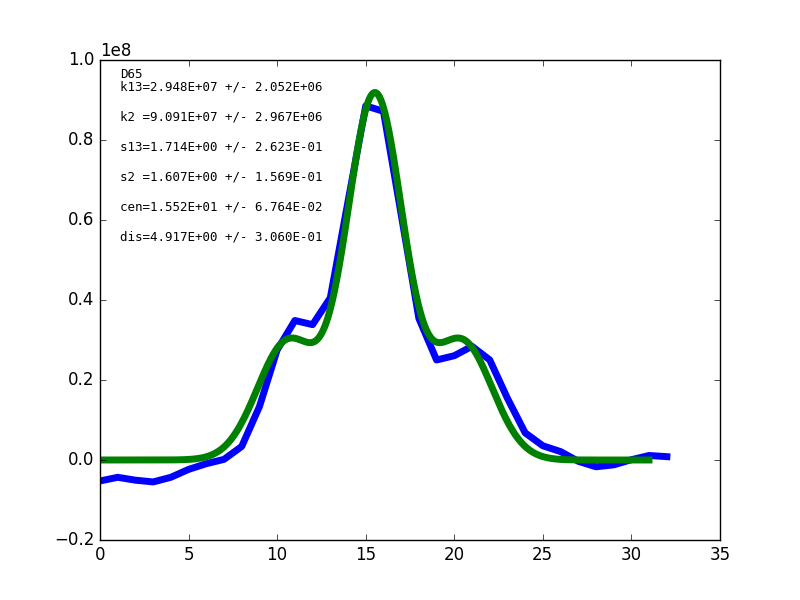 1e8
1.0
D65
k13=2.948E+07 +/- 2.052E+06
k2 =9.091E+07 +/- 2.967E+06
0.8
s13=1.714E+00 +/- 2.623E-01
s2 =1.607E+00 +/- 1.569E-01
cen=1.552E+01 +/- 6.764E-02
0.6
dis=4.917E+00 +/- 3.060E-01
0.4
0.2
0.0
−0.2
0 5 10 15 20 25 30 35